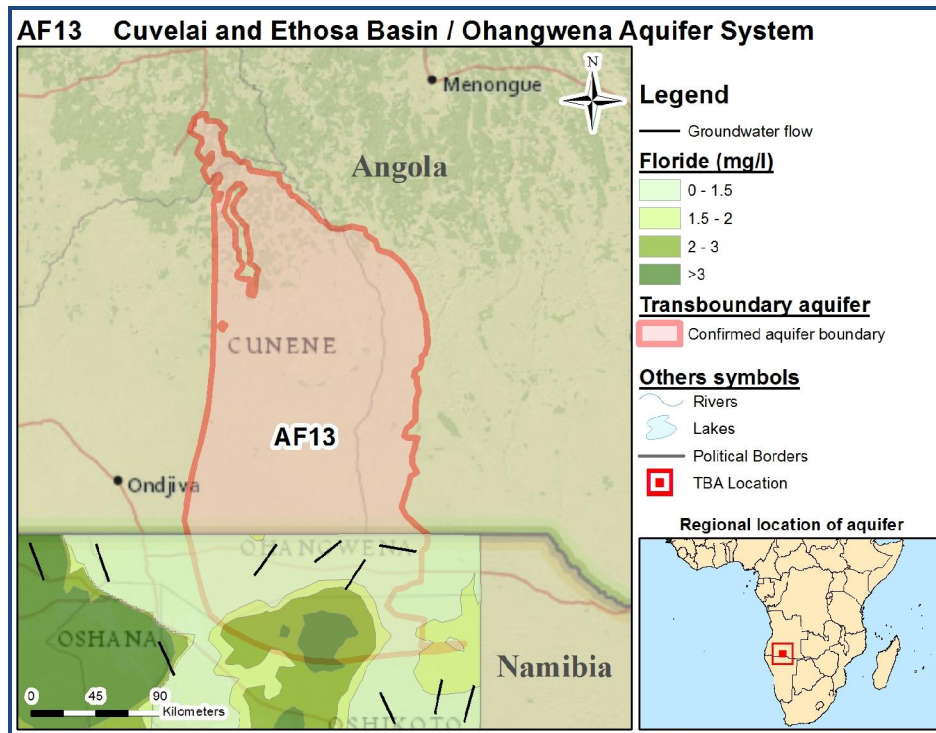 AF13 Cuvelai and Ethosa Basin / Ohangwena Aquifer System
N
Menongue
Angola
CUNENE
AF13
Ondjiva
OHANGWENA
OSHANA
Namibia
OSHIKOTO
0 45 90
Kilometers
Legend
Groundwater flow
Floride (mg/l)
0 - 1.5
1.5 - 2
2 - 3
>3
Transboundary aquifer
Confirmed aquifer boundary
Others symbols
Rivers
Lakes
Political Borders
TBA Location
Regional location of aquifer